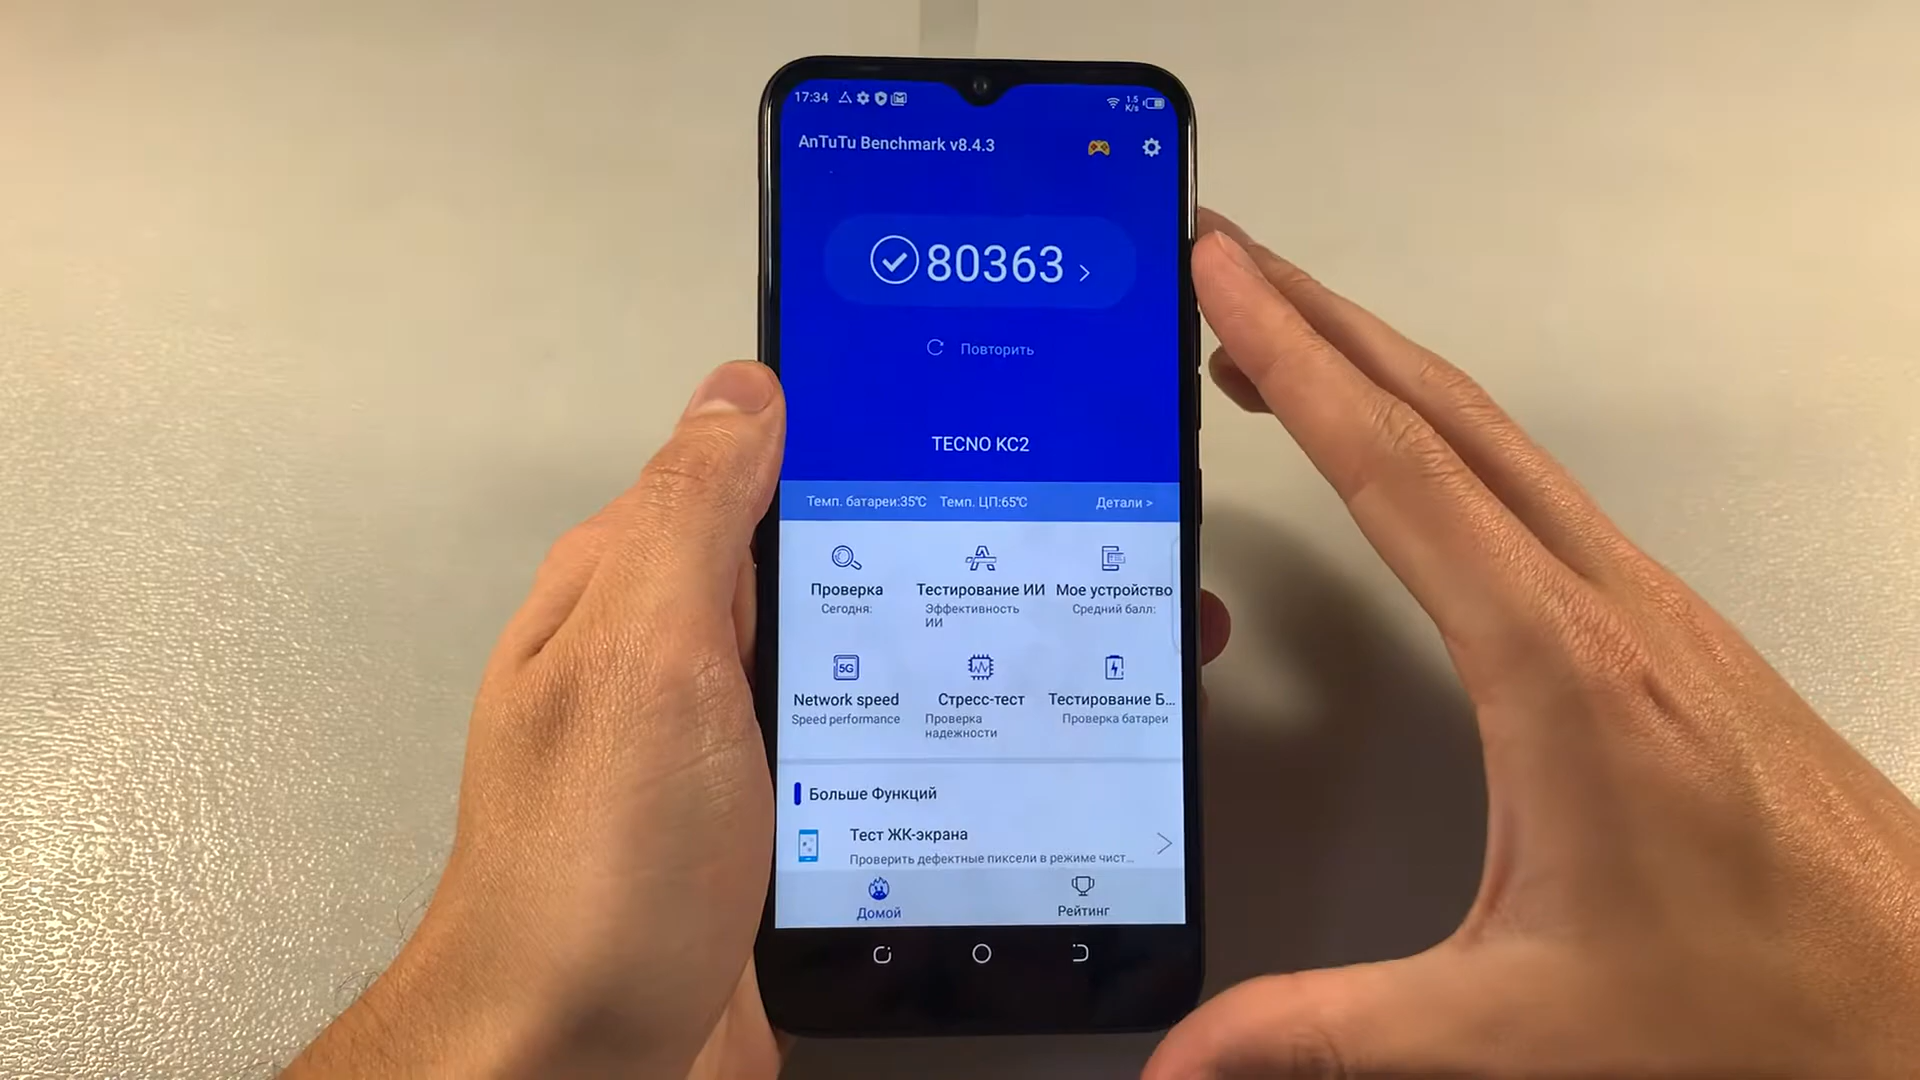 17:34
1.5
K/s
AnTuTu Benchmark v8.4.3
80363 >
Повторить
TECNO KC2
Темп. батареи:35℃ Темп. ЦП:65℃ Детали >
Проверка
Сегодня:
Тестирование ИИ
Эффективность
ИИ
Мое устройство
Средний балл:
5G
Network speed
Speed performance
Стресс-тест
Проверка
надежности
Тестирование Б...
Проверка батареи
Больше Функций
Тест ЖК-экрана
Проверить дефектные пиксели в режиме чист...
Домой
Рейтинг